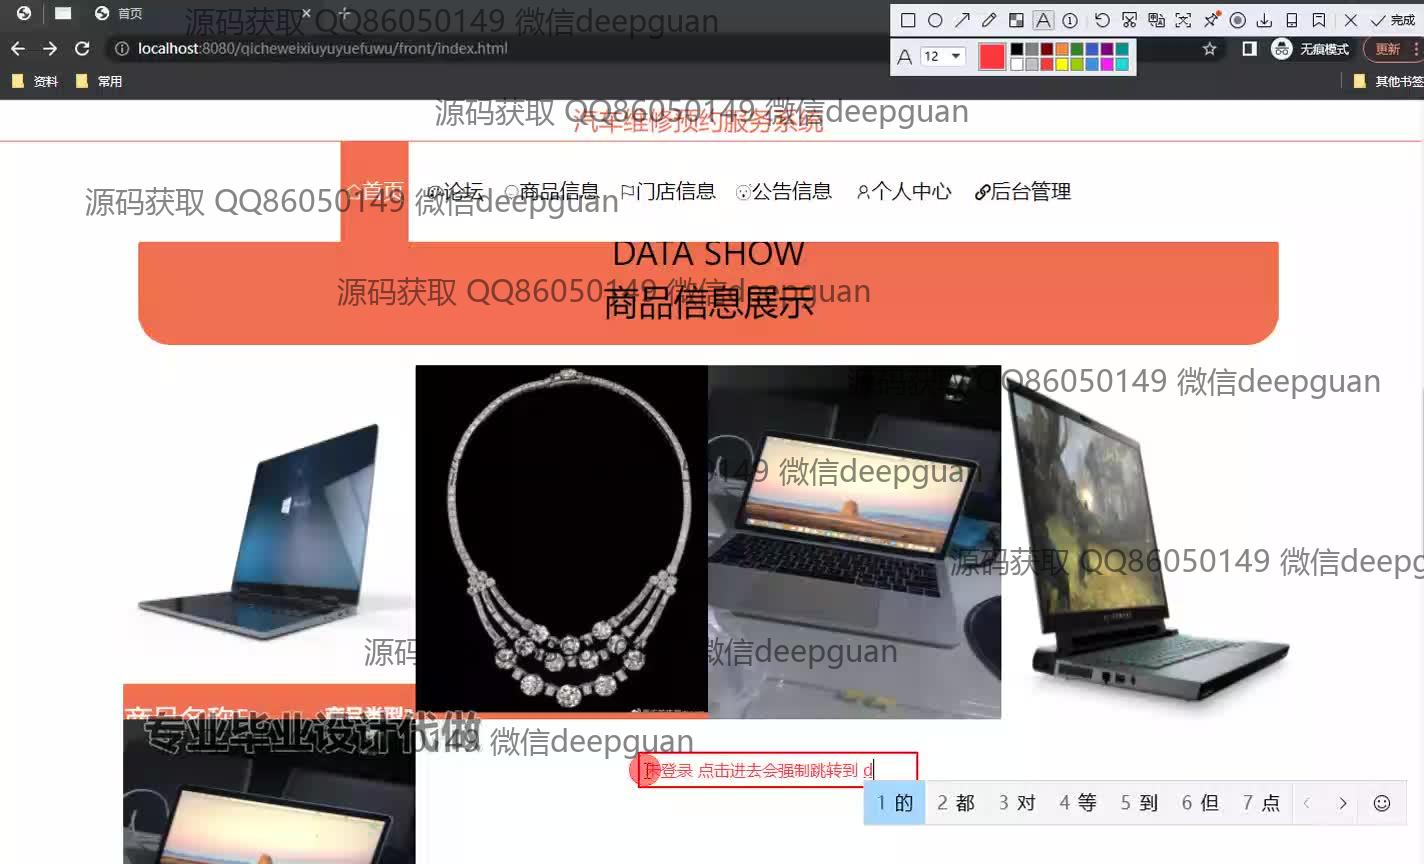 首页
源码获取 QQ86050149 微信deepguan
localhost:8080/qicheweixiuyuyuefuwu/front/index.html
完成
A 12
无痕模式
更新
资料
常用
其他书签
源码获取 QQ86050149 微信deepguan
汽车维修预约服务系统
首页
论坛
商品信息
门店信息
公告信息
个人中心
后台管理
源码获取 QQ86050149 微信deepguan
DATA SHOW
源码获取 QQ86050149 微信deepguan
商品信息展示
QQ86050149 微信deepguan
0149 微信deepguan
源码获取 QQ86050149 微信deepg
源码 微信deepguan
商品名称
商品类型
专业毕业设计代做
0149 微信deepguan
未登录 点击进去会强制跳转到 d
1 的 2 都 3 对 4 等 5 到 6 但 7 点